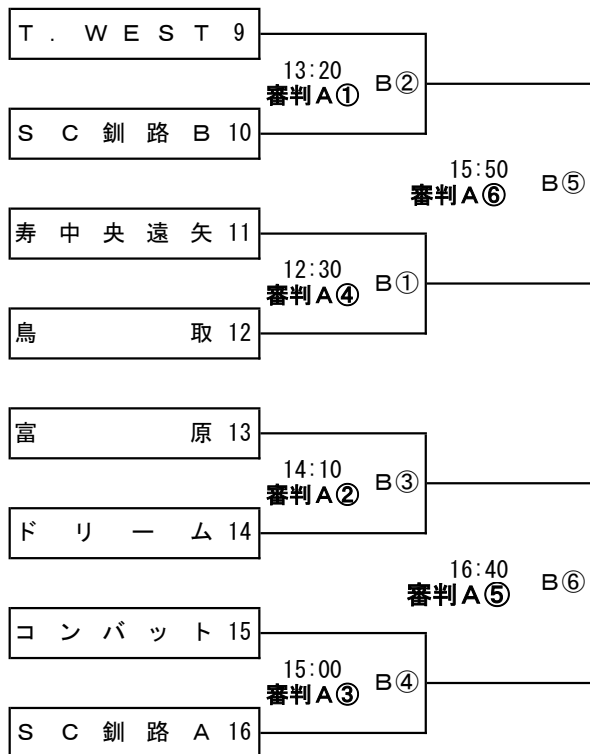 T．WEST 9
13:20 B②
審判A①
SC釧路B 10
15:50 B⑤
審判A⑥
寿中央遠矢 11
12:30 B①
審判A④
鳥取 12
富原 13
14:10 B③
審判A②
ドリーム 14
16:40 B⑥
審判A⑤
コンバット 15
15:00 B④
審判A③
SC釧路A 16